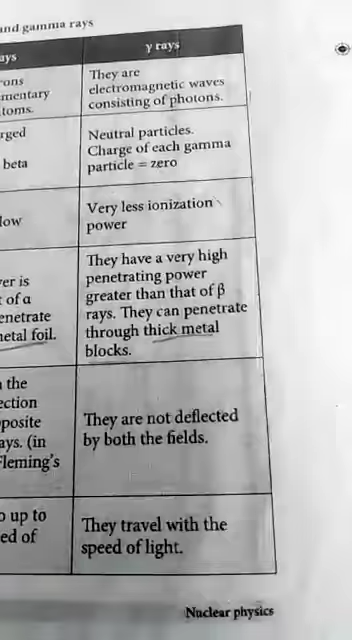 and gamma rays
ays
γ rays
ons
mentary
toms.
They are
electromagnetic waves
consisting of photons.
rged
beta
Neutral particles.
Charge of each gamma
particle = zero
low
Very less ionization
power
er is
of α
enetrate
etal foil.
They have a very high
penetrating power
greater than that of β
rays. They can penetrate
through thick metal
blocks.
the
ection
posite
ays. (in
Fleming's
They are not deflected
by both the fields.
o up to
ed of
They travel with the
speed of light.
Nuclear physics